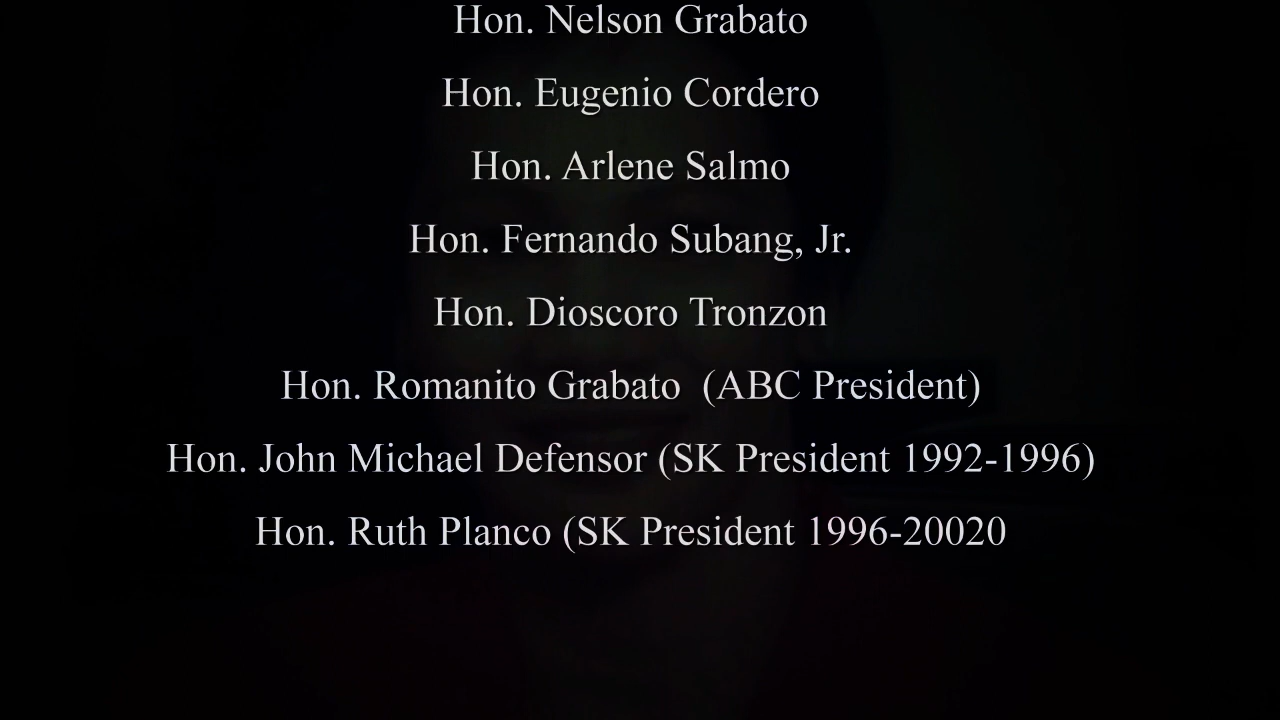 Hon. Nelson Grabato
Hon. Eugenio Cordero
Hon. Arlene Salmo
Hon. Fernando Subang, Jr.
Hon. Dioscoro Tronzon
Hon. Romanito Grabato  (ABC President)
Hon. John Michael Defensor (SK President 1992-1996)
Hon. Ruth Planco (SK President 1996-20020